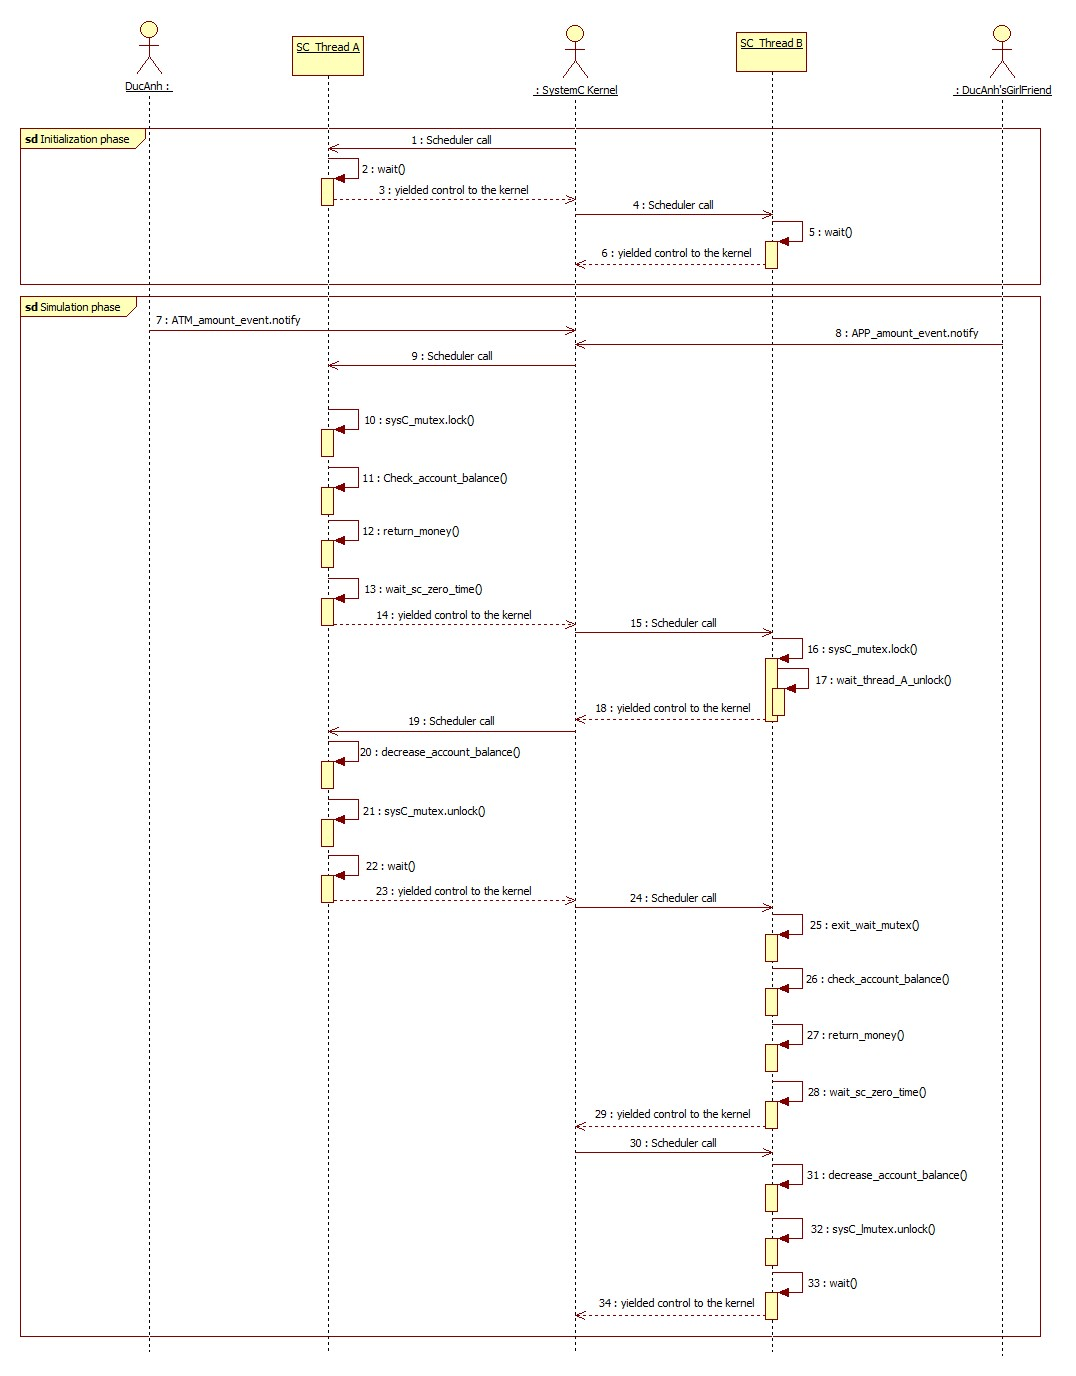 SC_Thread A
SC_Thread B
DucAnh :
: SystemC Kernel
: DucAnh'sGirlFriend
sd Initialization phase
1 : Scheduler call
2 : wait()
3 : yielded control to the kernel
4 : Scheduler call
5 : wait()
6 : yielded control to the kernel
sd Simulation phase
7 : ATM_amount_event.notify
8 : APP_amount_event.notify
9 : Scheduler call
10 : sysC_mutex.lock()
11 : Check_account_balance()
12 : return_money()
13 : wait_sc_zero_time()
14 : yielded control to the kernel
15 : Scheduler call
16 : sysC_mutex.lock()
17 : wait_thread_A_unlock()
18 : yielded control to the kernel
19 : Scheduler call
20 : decrease_account_balance()
21 : sysC_mutex.unlock()
22 : wait()
23 : yielded control to the kernel
24 : Scheduler call
25 : exit_wait_mutex()
26 : check_account_balance()
27 : return_money()
28 : wait_sc_zero_time()
29 : yielded control to the kernel
30 : Scheduler call
31 : decrease_account_balance()
32 : sysC_lmutex.unlock()
33 : wait()
34 : yielded control to the kernel